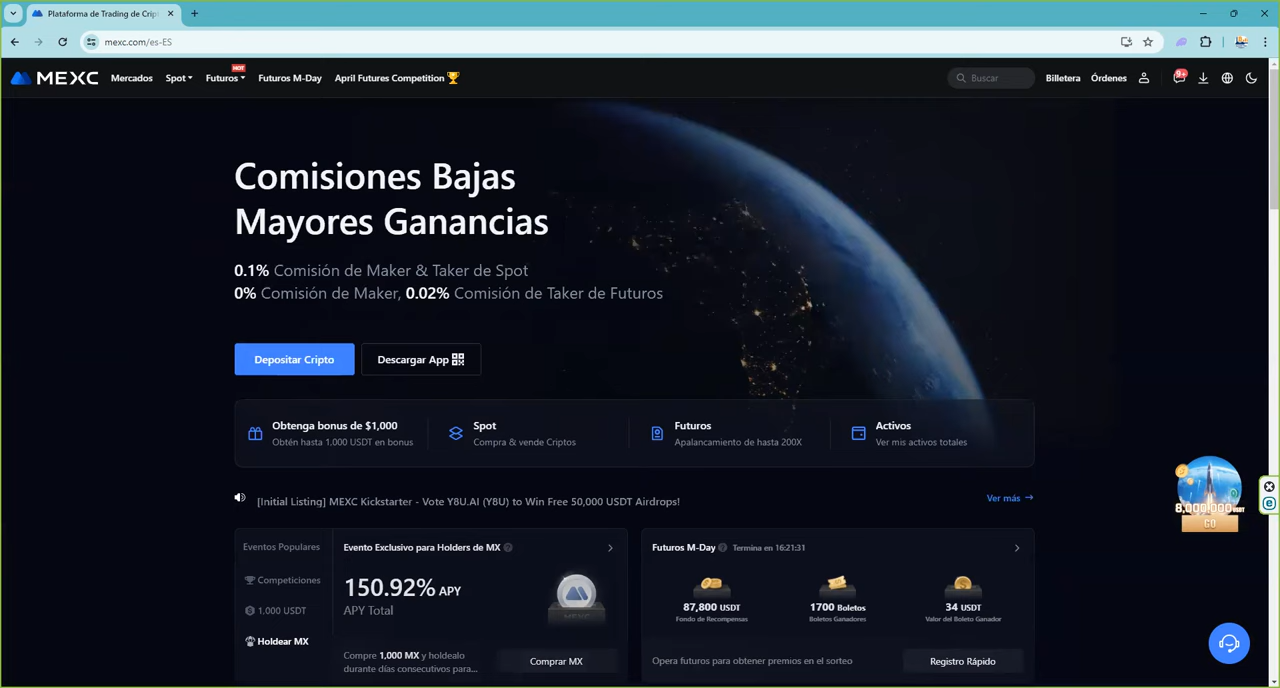 Plataforma de Trading de Crip
mexc.com/es-ES
MEXC Mercados Spot Futuros HOT Futuros M-Day April Futures Competition Buscar Billetera Órdenes 9+
Comisiones Bajas
Mayores Ganancias
0.1% Comisión de Maker & Taker de Spot
0% Comisión de Maker, 0.02% Comisión de Taker de Futuros
Depositar Cripto Descargar App
Obtenga bonus de $1,000
Obtén hasta 1.000 USDT en bonus
Spot
Compra & vende Criptos
Futuros
Apalancamiento de hasta 200X
Activos
Ver mis activos totales
8,000,000 USDT
GO
[Initial Listing] MEXC Kickstarter - Vote Y8U.AI (Y8U) to Win Free 50,000 USDT Airdrops!
Ver más →
Eventos Populares
Competiciones
1,000 USDT
Holdear MX
Evento Exclusivo para Holders de MX
150.92% APY
APY Total
MEXC
Compre 1,000 MX y holdealo
durante días consecutivos para...
Comprar MX
Futuros M-Day Termina en 16:21:31
87,800 USDT
Fondo de Recompensas
1700 Boletos
Boletos Ganadores
34 USDT
Valor del Boleto Ganador
Opera futuros para obtener premios en el sorteo
Registro Rápido